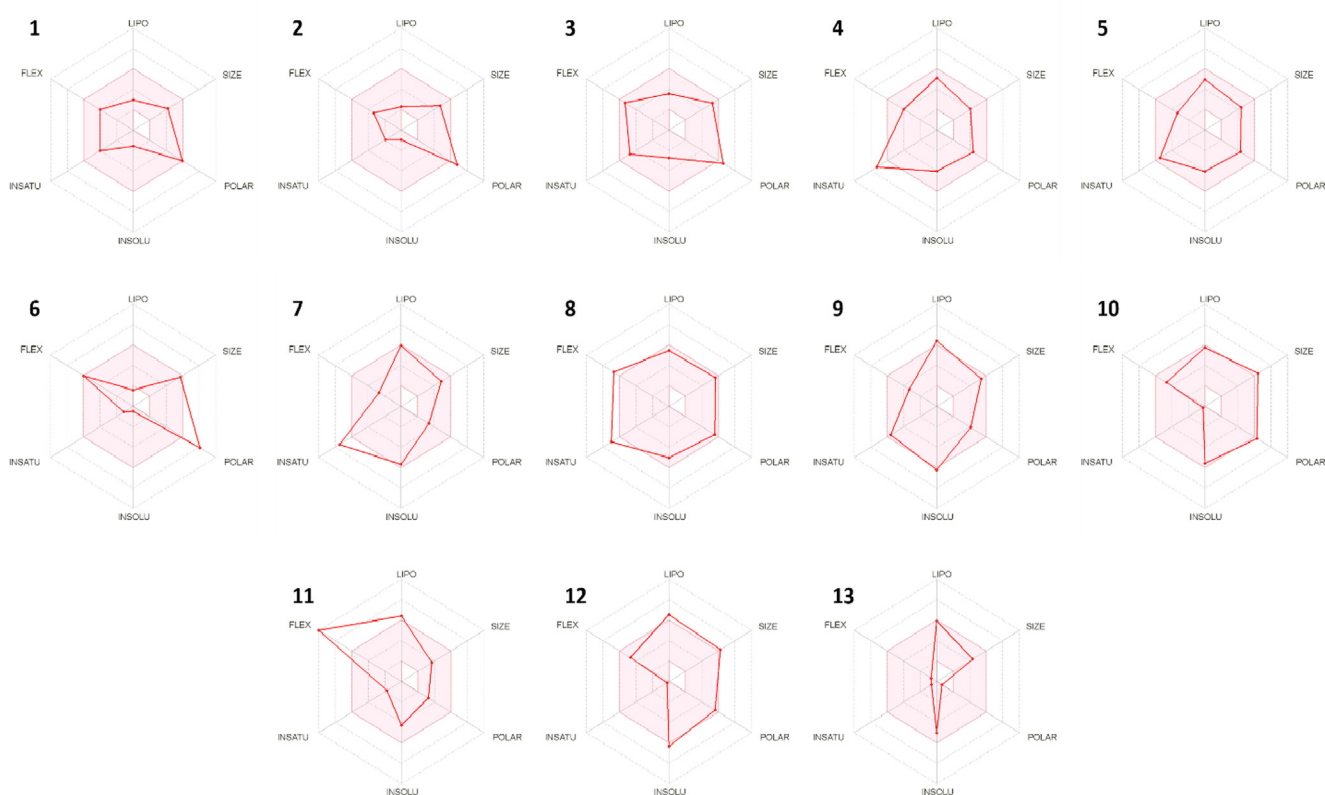 1 LIPO 2 LIPO 3 LIPO 4 LIPO 5 LIPO
FLEX SIZE FLEX SIZE FLEX SIZE FLEX SIZE FLEX SIZE
INSATU POLAR INSATU POLAR INSATU POLAR INSATU POLAR INSATU POLAR
INSOLU INSOLU INSOLU INSOLU INSOLU
6 LIPO 7 LIPO 8 LIPO 9 LIPO 10 LIPO
FLEX SIZE FLEX SIZE FLEX SIZE FLEX SIZE FLEX SIZE
INSATU POLAR INSATU POLAR INSATU POLAR INSATU POLAR INSATU POLAR
INSOLU INSOLU INSOLU INSOLU INSOLU
11 LIPO 12 LIPO 13 LIPO
FLEX SIZE FLEX SIZE FLEX SIZE
INSATU POLAR INSATU POLAR INSATU POLAR
INSOLU INSOLU INSOLU